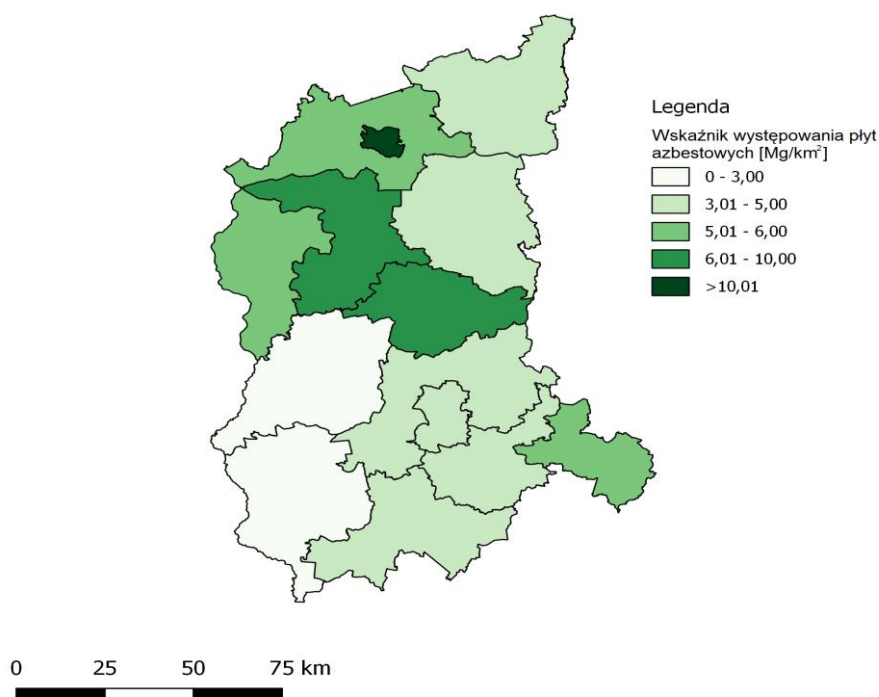 Legenda
Wskaźnik występowania płyt
azbestowych [Mg/km²]
0 - 3,00
3,01 - 5,00
5,01 - 6,00
6,01 - 10,00
>10,01
0 25 50 75 km